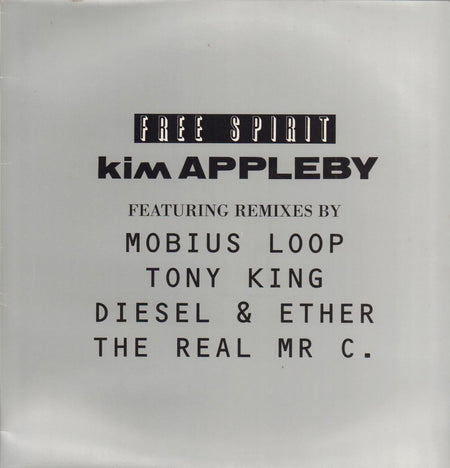 FREE SPIRIT
kim APPLEBY
FEATURING REMIXES BY
MOBIUS LOOP
TONY KING
DIESEL & ETHER
THE REAL MR C.